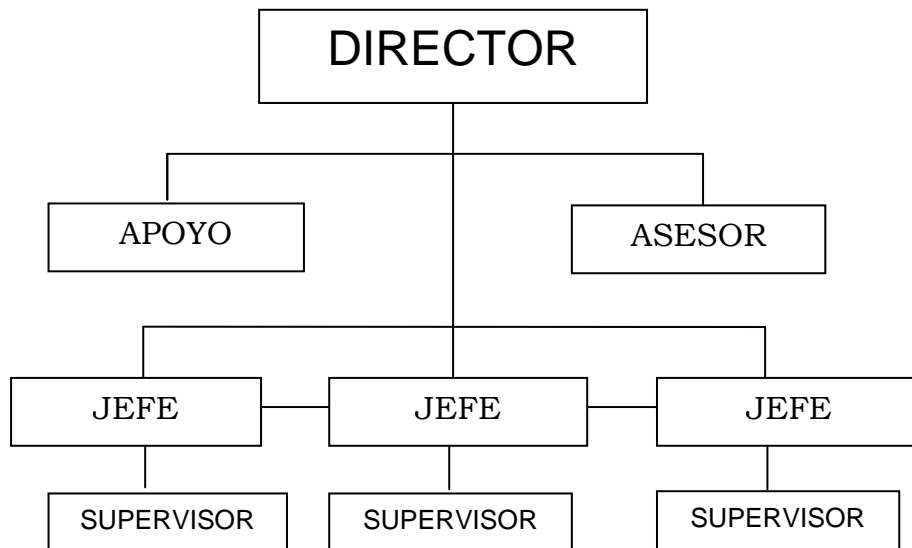 DIRECTOR
APOYO
ASESOR
JEFE
JEFE
JEFE
SUPERVISOR
SUPERVISOR
SUPERVISOR